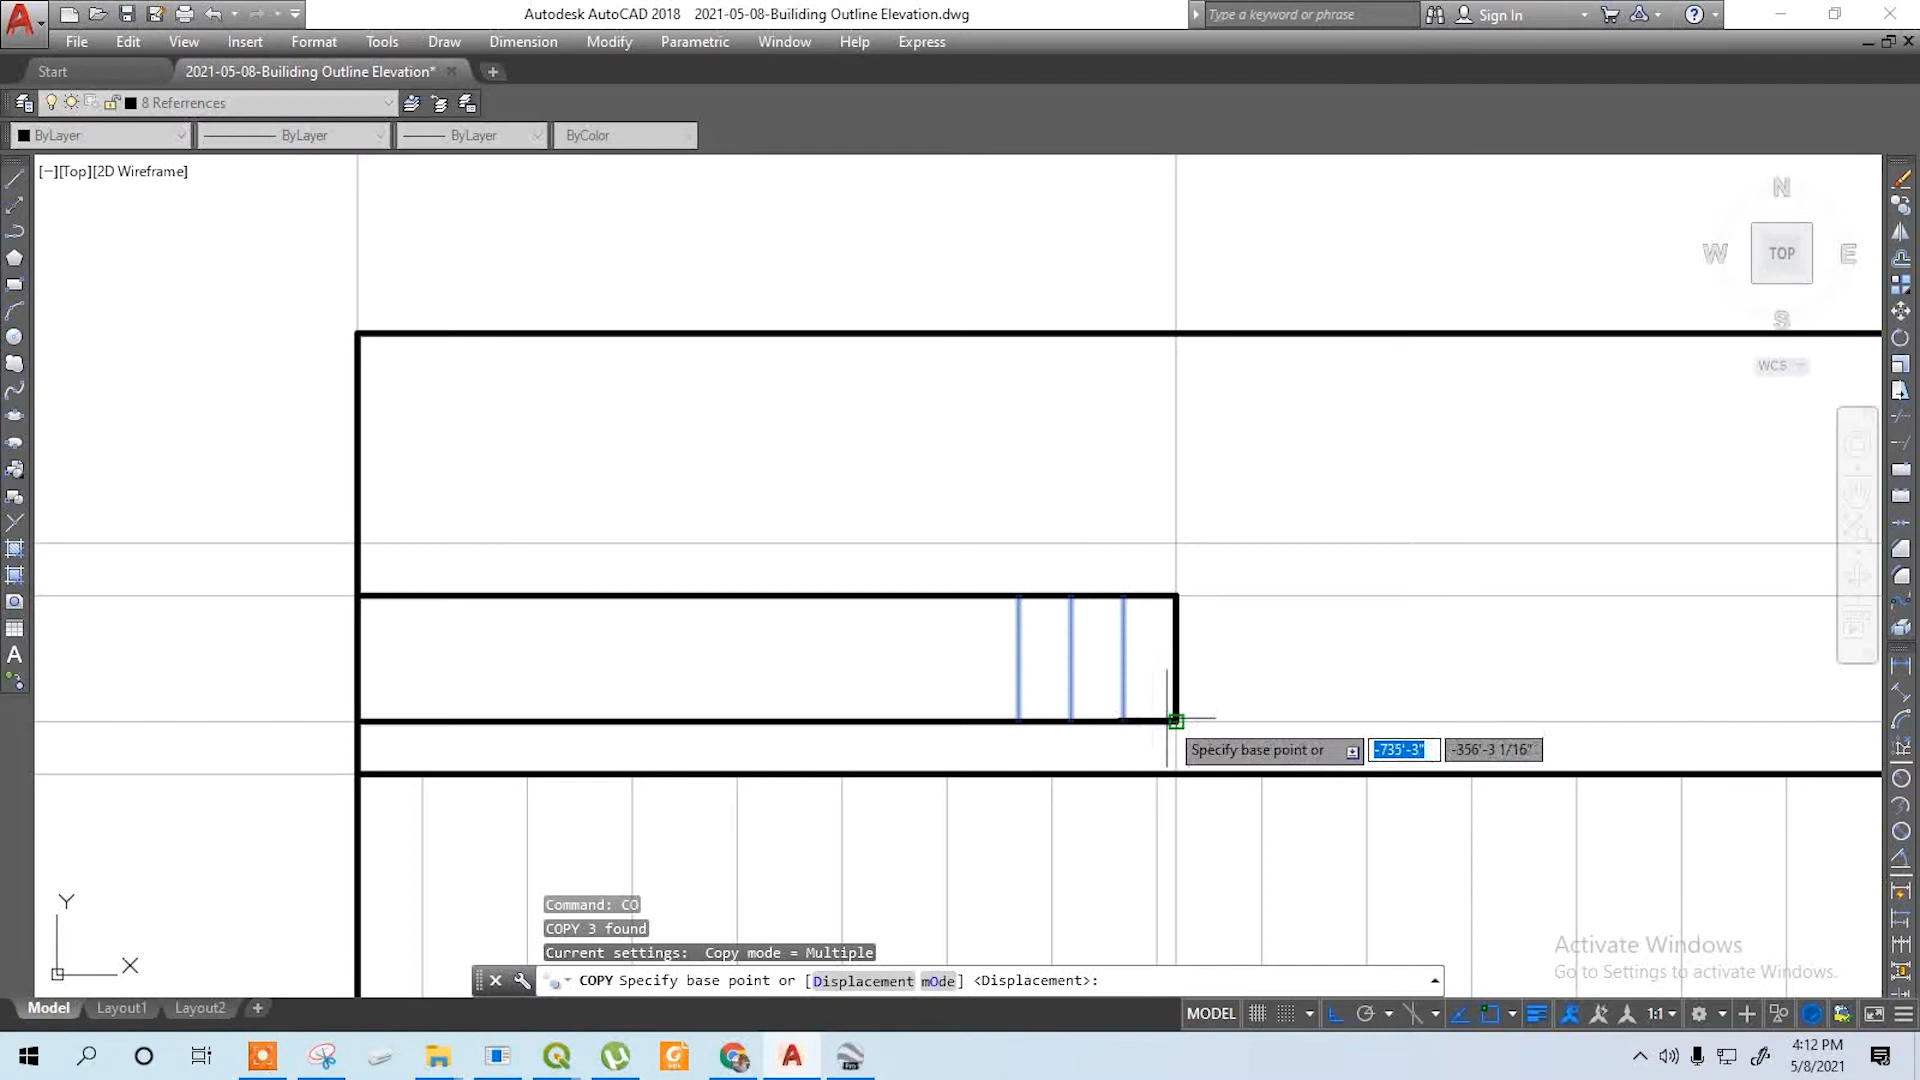 Autodesk AutoCAD 2018 2021-05-08-Builiding Outline Elevation.dwg
Type a keyword or phrase
Sign In
File Edit View Insert Format Tools Draw Dimension Modify Parametric Window Help Express
Start
2021-05-08-Builiding Outline Elevation*
8 Referrences
ByLayer ByLayer ByLayer ByColor
[−][Top][2D Wireframe]
N
W TOP E
S
WCS
Specify base point or -735'-3" -356'-3 1/16"
Y
X
Command: CO
COPY 3 found
Current settings: Copy mode = Multiple
COPY Specify base point or [Displacement mOde] <Displacement>:
Activate Windows
Go to Settings to activate Windows.
Model Layout1 Layout2
MODEL 1:1
4:12 PM
5/8/2021